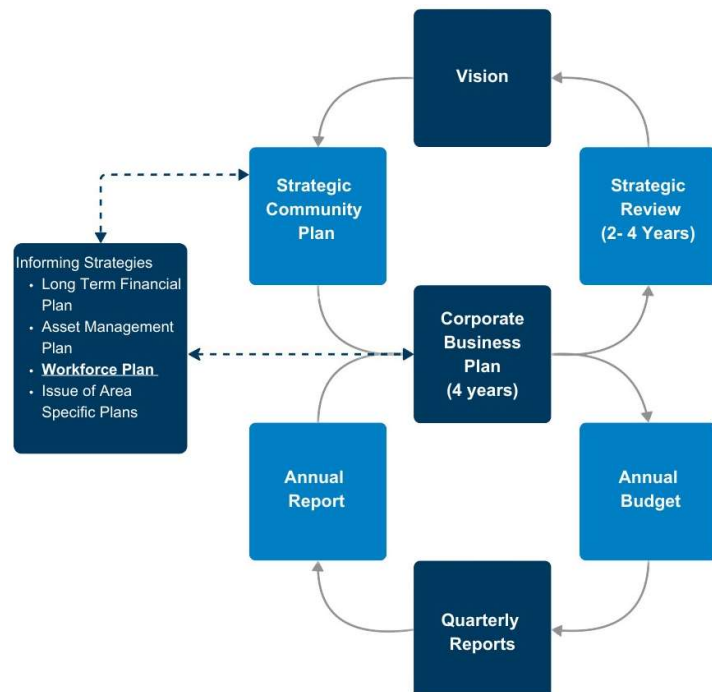 Vision
Strategic
Community
Plan
Strategic
Review
(2- 4 Years)
Informing Strategies
• Long Term Financial
Plan
• Asset Management
Plan
• Workforce Plan
• Issue of Area
Specific Plans
Corporate
Business
Plan
(4 years)
Annual
Report
Annual
Budget
Quarterly
Reports